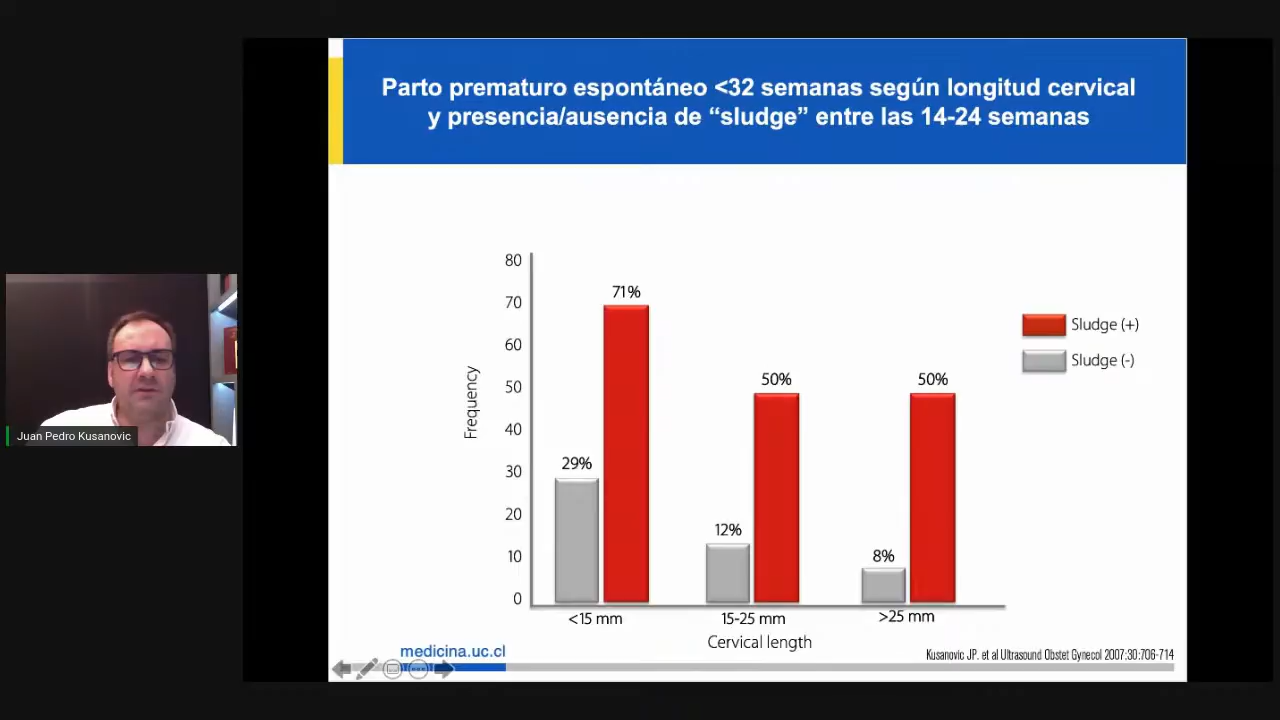 Parto prematuro espontáneo <32 semanas según longitud cervical
y presencia/ausencia de “sludge” entre las 14-24 semanas
80
70
60
50
40
30
20
10
0
Frequency
29%
71%
12%
50%
8%
50%
<15 mm
15-25 mm
>25 mm
Cervical length
Sludge (+)
Sludge (-)
Juan Pedro Kusanovic
medicina.uc.cl
Kusanovic JP. et al Ultrasound Obstet Gynecol 2007:30:706-714